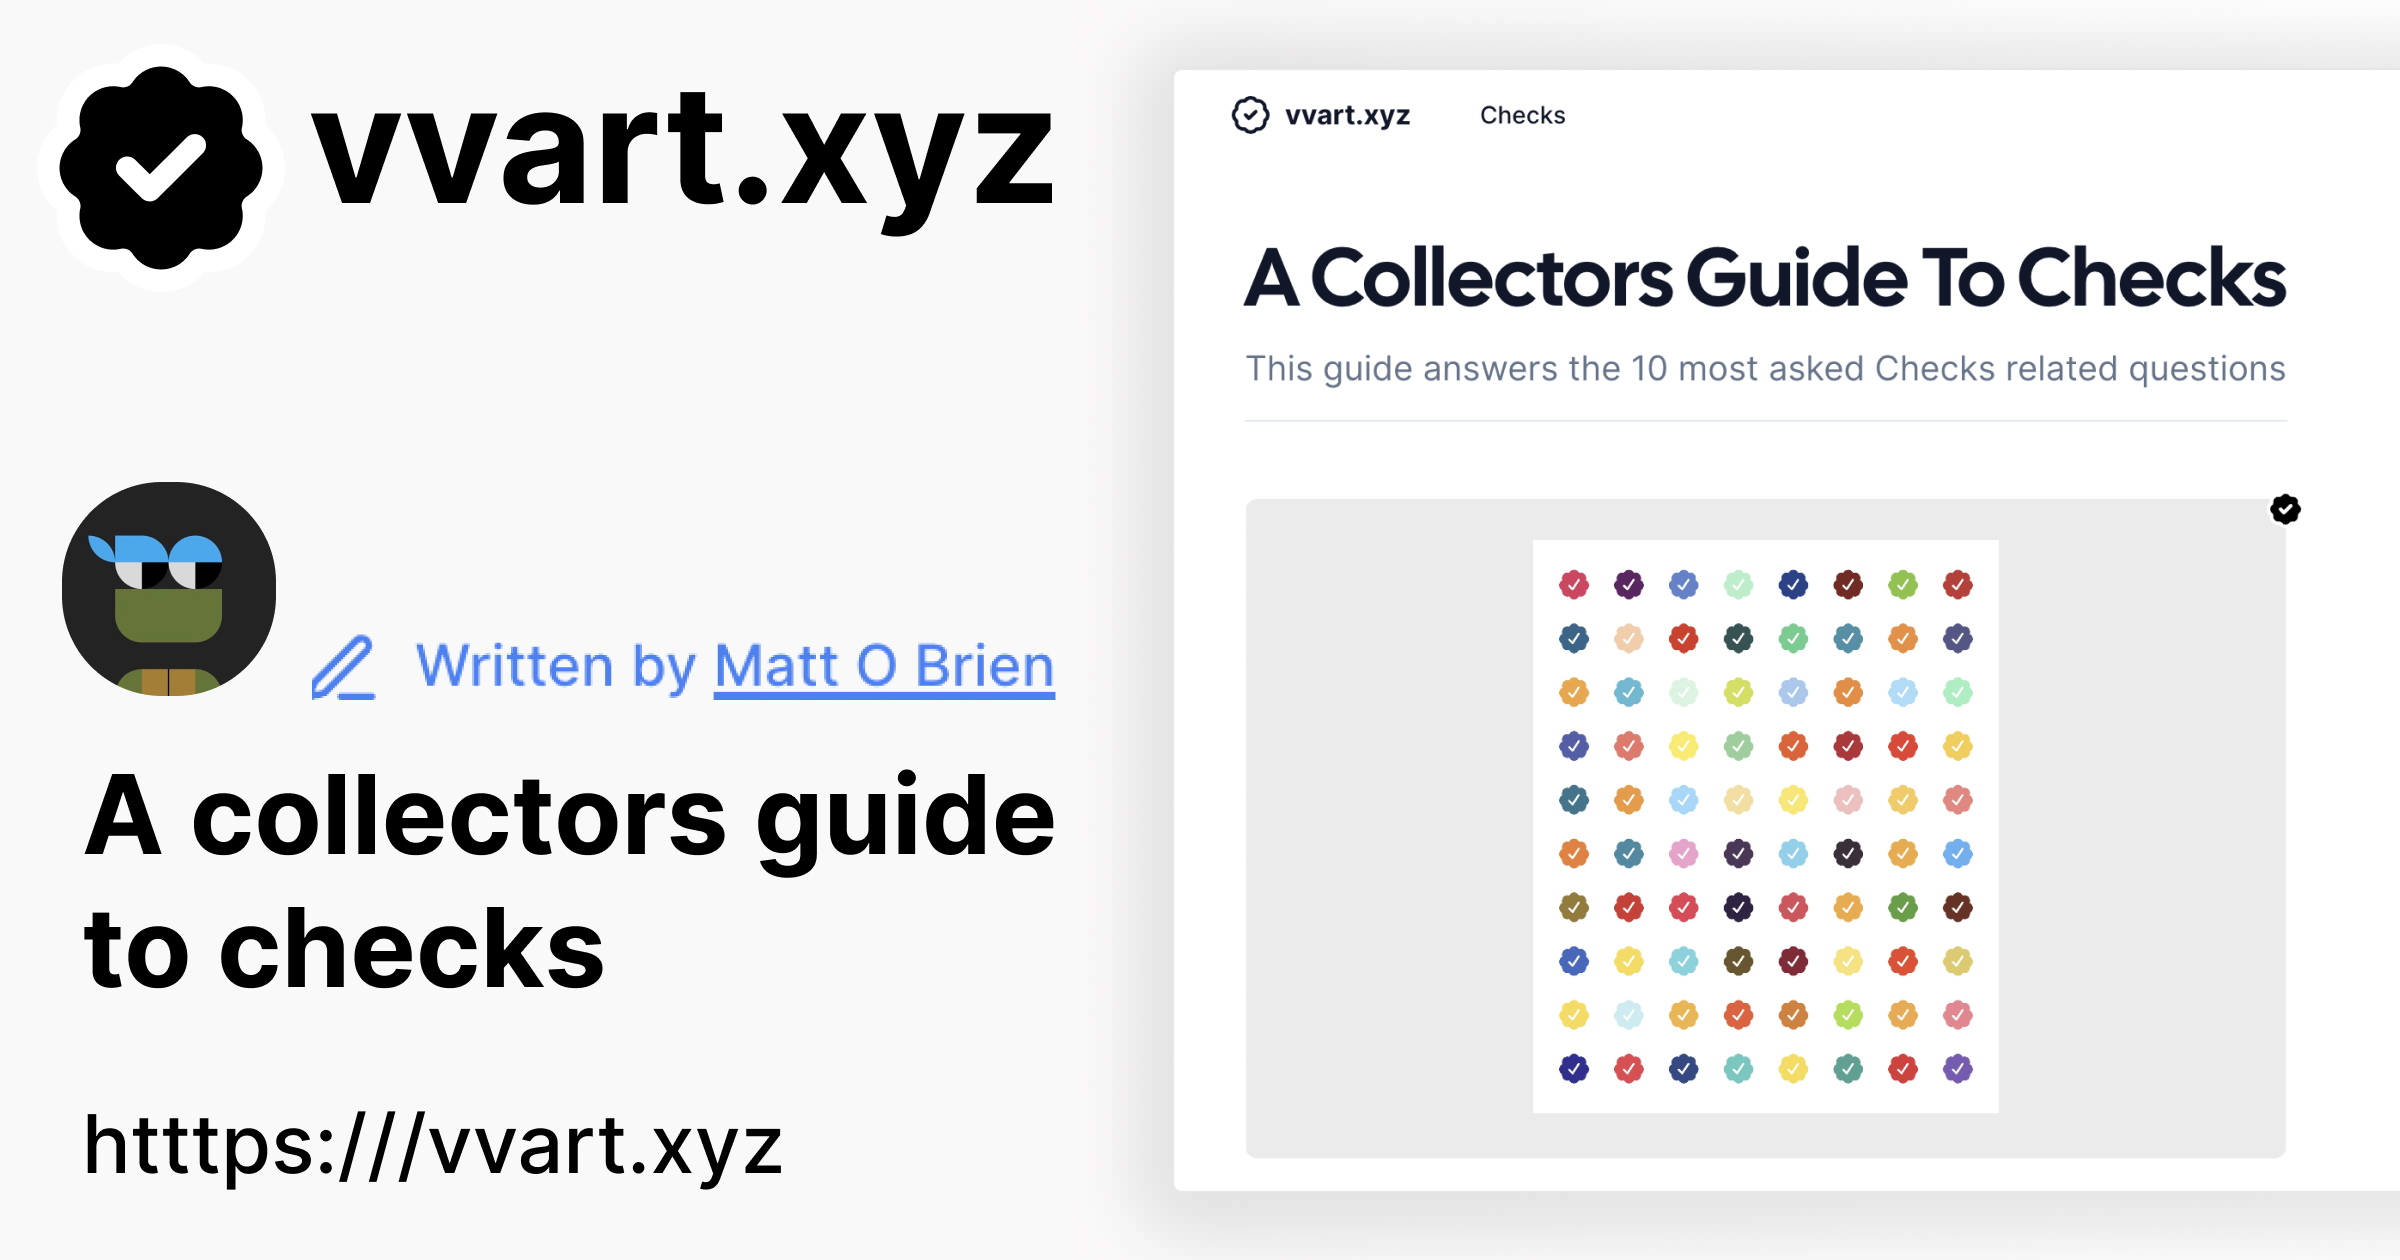 vvart.xyz
Written by Matt O Brien
A collectors guide
to checks
htttps:///vvart.xyz
vvart.xyz
Checks
A Collectors Guide To Checks
This guide answers the 10 most asked Checks related questions